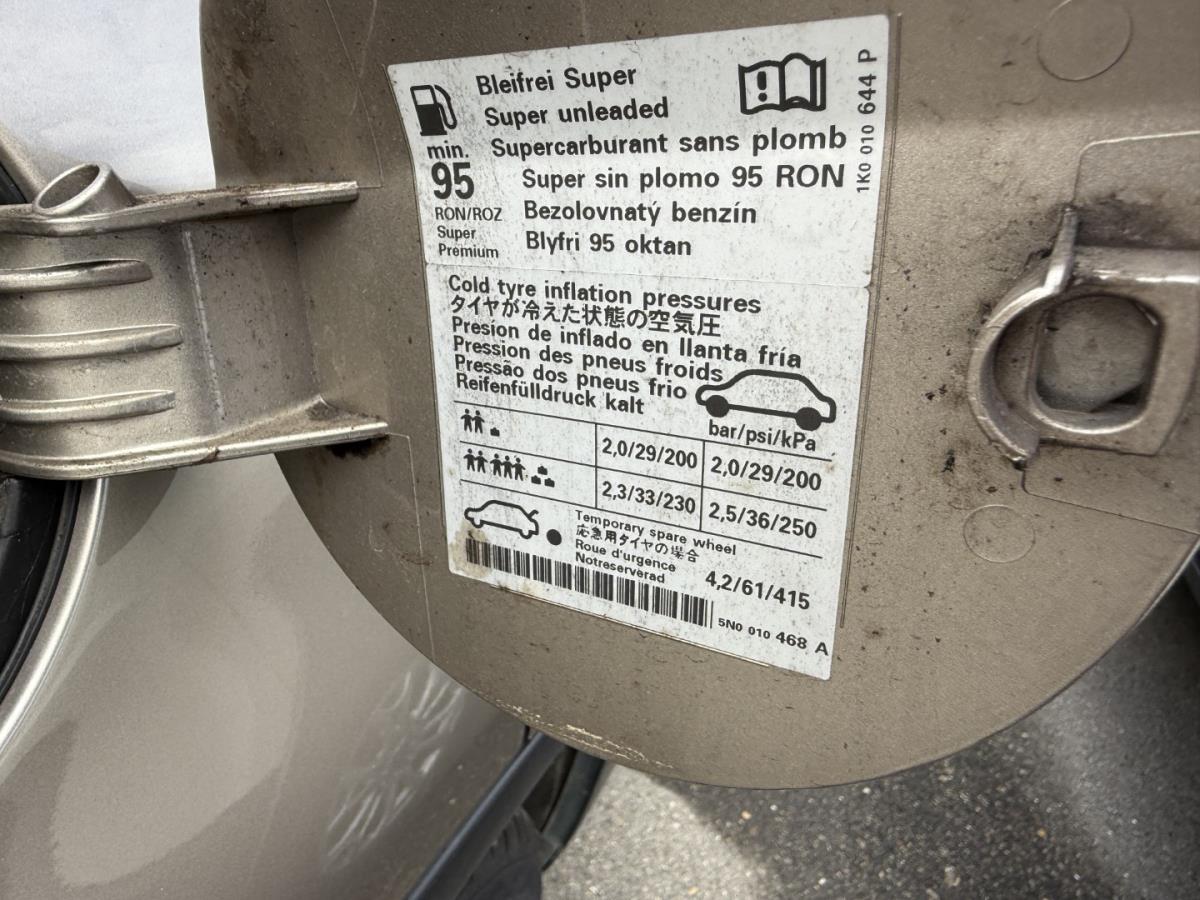 Bleifrei Super
Super unleaded
Supercarburant sans plomb
Super sin plomo 95 RON
Bezolovnatý benzín
Blyfri 95 oktan
min.
95
RON/ROZ
Super
Premium
1K0 010 644 P
Cold tyre inflation pressures
タイヤが冷えた状態の空気圧
Presíon de inflado en llanta fría
Pression des pneus froids
Pressão dos pneus frio
Reifenfülldruck kalt
bar/psi/kPa
2,0/29/200 2,0/29/200
2,3/33/230 2,5/36/250
Temporary spare wheel
応急用タイヤの場合
Roue d'urgence
Notreserverad
4,2/61/415
5N0 010 468 A